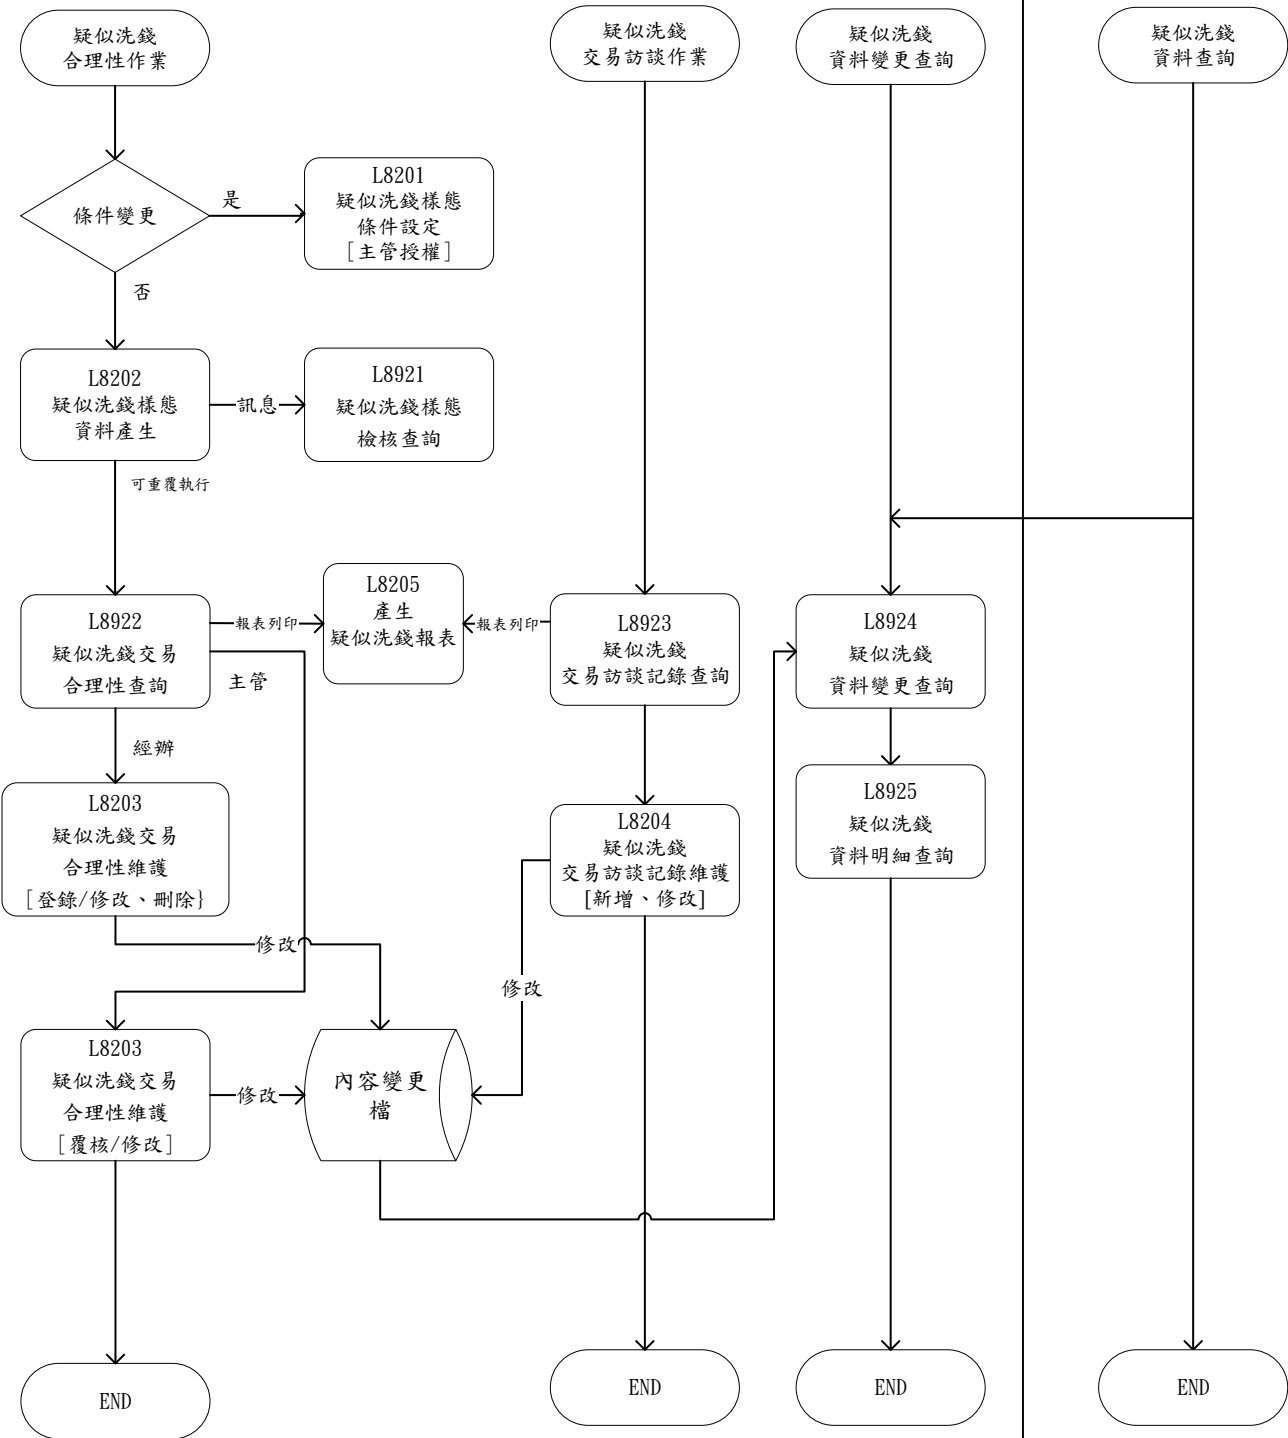 疑似洗錢
合理性作業
疑似洗錢
交易訪談作業
疑似洗錢
資料變更查詢
疑似洗錢
資料查詢
條件變更
是
L8201
疑似洗錢樣態
條件設定
[主管授權]
否
L8202
疑似洗錢樣態
資料產生
訊息
L8921
疑似洗錢樣態
檢核查詢
可重覆執行
L8922
疑似洗錢交易
合理性查詢
報表列印
L8205
產生
疑似洗錢報表
報表列印
L8923
疑似洗錢
交易訪談記錄查詢
L8924
疑似洗錢
資料變更查詢
主管
經辦
L8203
疑似洗錢交易
合理性維護
[登錄/修改、刪除}
L8204
疑似洗錢
交易訪談記錄維護
[新增、修改]
L8925
疑似洗錢
資料明細查詢
修改
修改
L8203
疑似洗錢交易
合理性維護
[覆核/修改]
修改
內容變更
檔
END
END
END
END